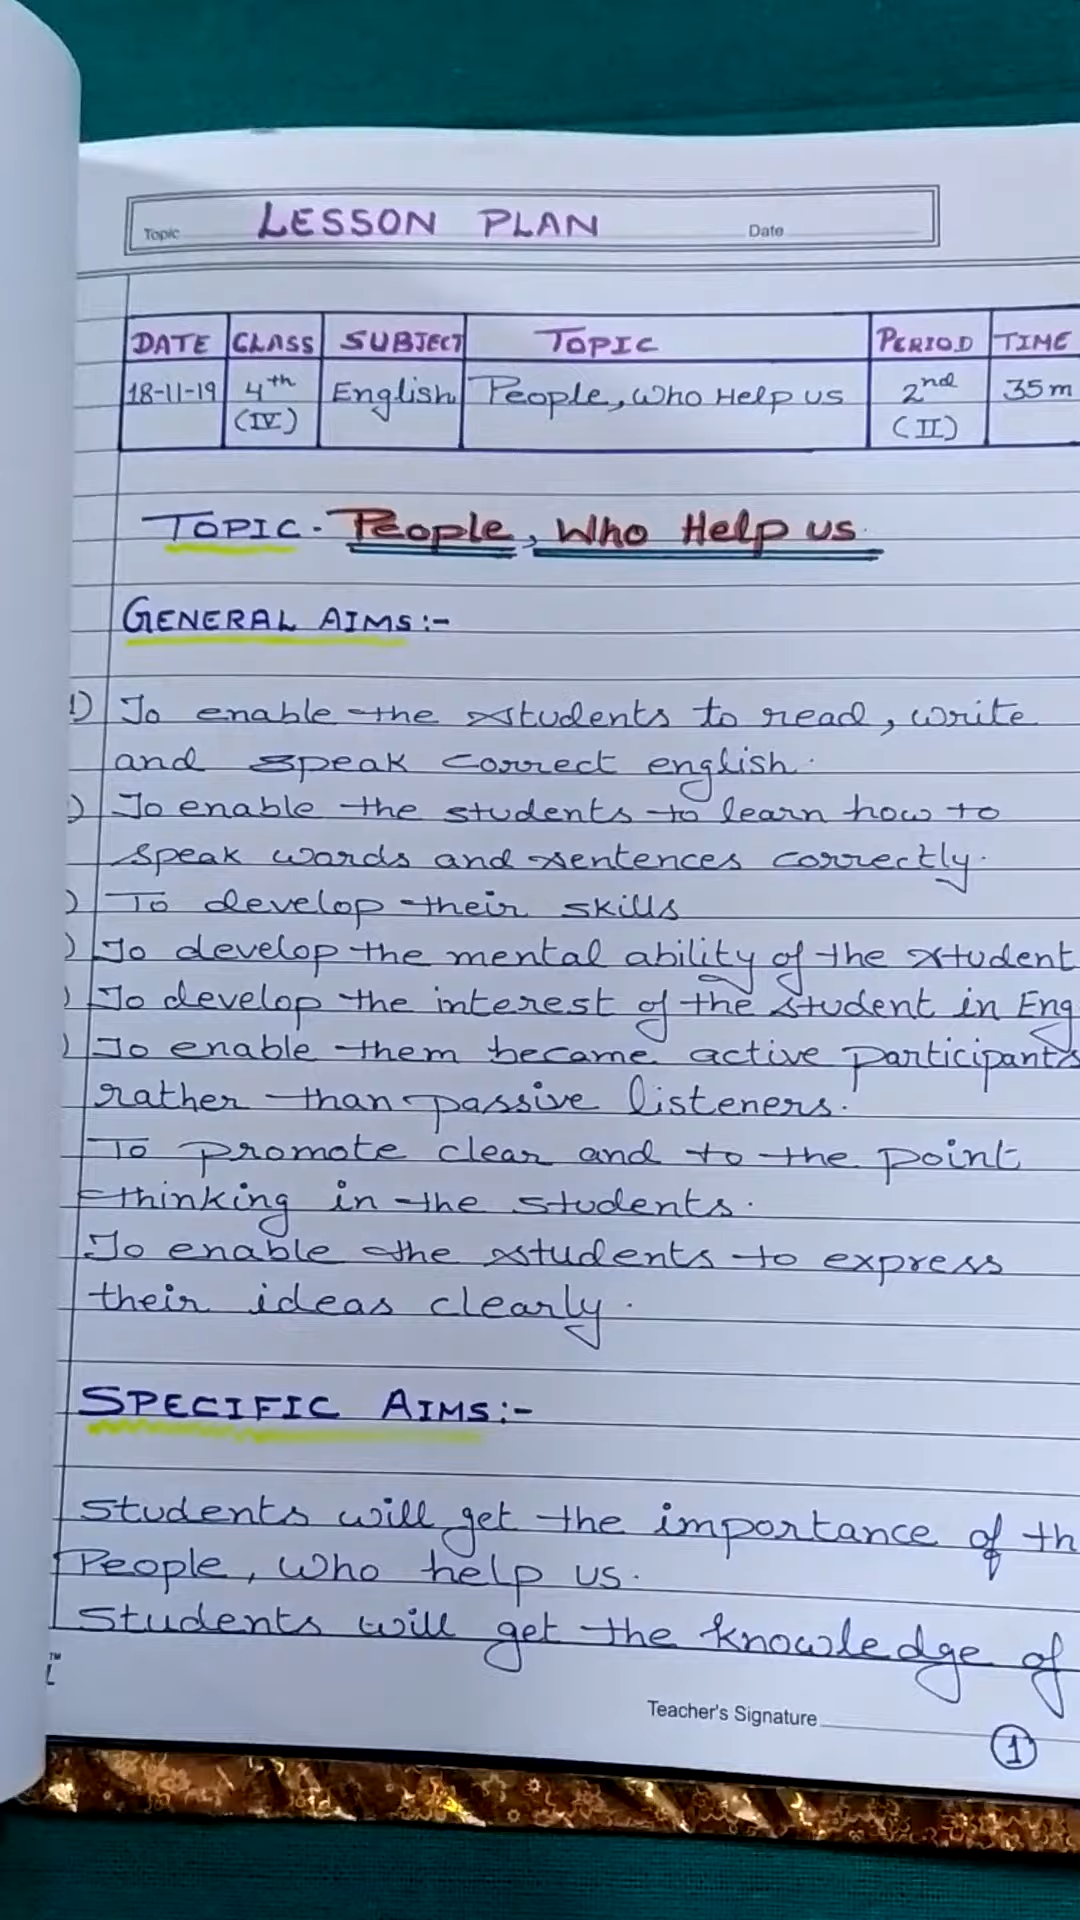 Topic LESSON PLAN Date
DATE CLASS SUBJECT TOPIC PERIOD TIME
18-11-19 4th English People, Who Help us 2nd 35m
(IV) (II)
TOPIC - People, Who Help us.
GENERAL AIMS:-
1) To enable the students to read, write
and speak correct english.
) To enable the students to learn how to
speak words and sentences correctly.
) To develop their skills
) To develop the mental ability of the student
) To develop the interest of the student in Eng
) To enable them became active participants
rather than passive listeners.
To promote clear and to the point
thinking in the students.
To enable the students to express
their ideas clearly.
SPECIFIC AIMS:-
Students will get the importance of th
People, Who help us.
Students will get the knowledge of
Teacher's Signature
1